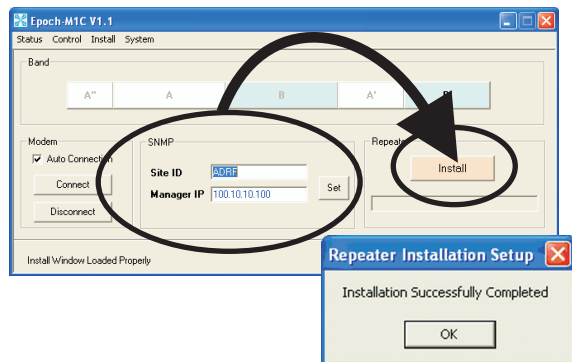 Epoch-M1C V1.1
Status Control Install System
Band
A" A B A'
Modem
Auto Connection
Connect
Disconnect
SNMP
Site ID ADRF
Manager IP 100.10.10.100
Set
Repeater
Install
Install Window Loaded Properly
Repeater Installation Setup
Installation Successfully Completed
OK